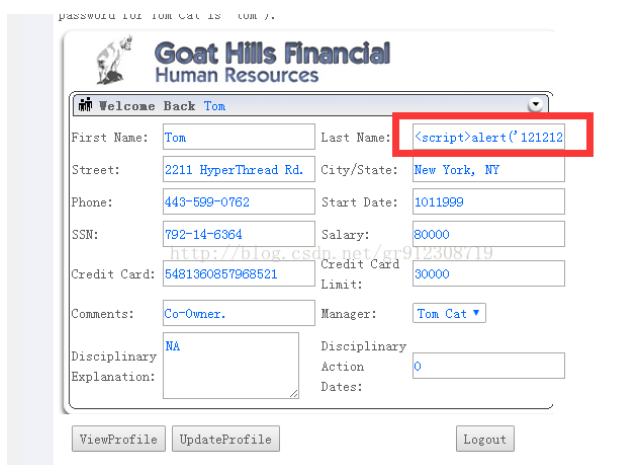 password for Tom Cat is "tom").
Goat Hills Financial
Human Resources
Welcome Back Tom
First Name: Tom Last Name: <script>alert('121212
Street: 2211 HyperThread Rd. City/State: New York, NY
Phone: 443-599-0762 Start Date: 1011999
SSN: 792-14-6364 Salary: 80000
http://blog.csdn.net/gr912308719
Credit Card: 5481360857968521 Credit Card Limit: 30000
Comments: Co-Owner. Manager: Tom Cat
Disciplinary Explanation: NA Disciplinary Action Dates: 0
ViewProfile UpdateProfile Logout